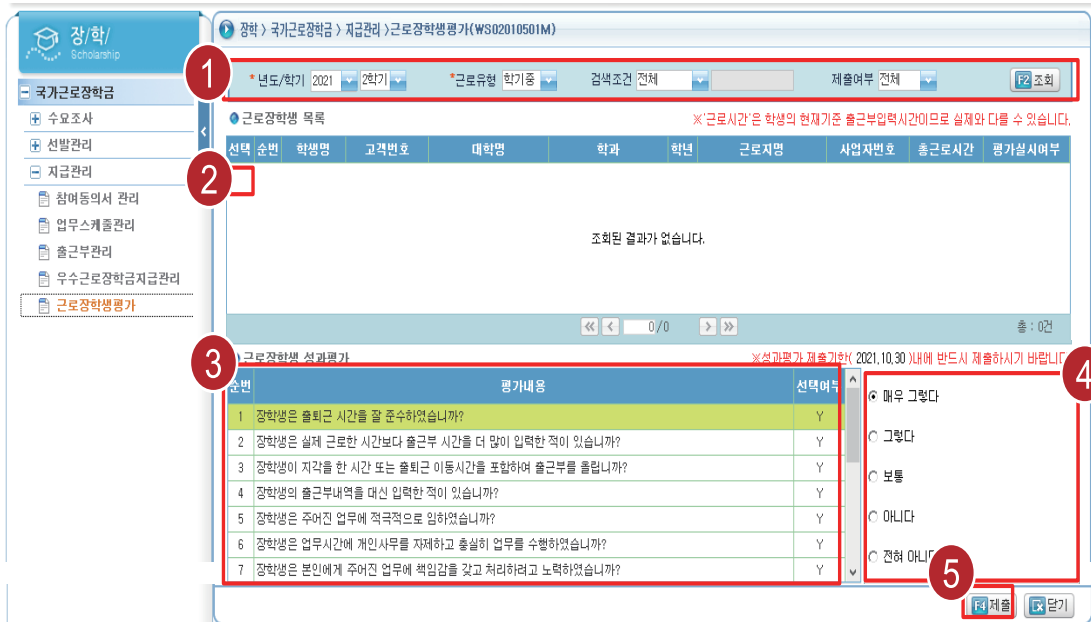 장/학/
Scholarship
국가근로장학금
수요조사
선발관리
지급관리
참여동의서 관리
업무스케줄관리
출근부관리
우수근로장학금지급관리
근로장학생평가
장학 > 국가근로장학금 > 지급관리 >근로장학생평가(WS02010501M)
1
*년도/학기 2021 2학기 *근로유형 학기중 검색조건 전체 제출여부 전체 F2 조회
근로장학생 목록 ※'근로시간'은 학생의 현재기준 출근부입력시간이므로 실제와 다를 수 있습니다.
선택 순번 학생명 고객번호 대학명 학과 학년 근로지명 사업자번호 총근로시간 평가실시여부
2
조회된 결과가 없습니다.
0/0 총 : 0건
3
근로장학생 성과평가 ※성과평가 제출기한( 2021,10,30 )내에 반드시 제출하시기 바랍니다
4
순번 평가내용 선택여부
1 장학생은 출퇴근 시간을 잘 준수하였습니까? Y
2 장학생은 실제 근로한 시간보다 출근부 시간을 더 많이 입력한 적이 있습니까? Y
3 장학생이 지각을 한 시간 또는 출퇴근 이동시간을 포함하여 출근부를 올립니까? Y
4 장학생의 출근부내역을 대신 입력한 적이 있습니까? Y
5 장학생은 주어진 업무에 적극적으로 임하였습니까? Y
6 장학생은 업무시간에 개인사무를 자제하고 충실히 업무를 수행하였습니까? Y
7 장학생은 본인에게 주어진 업무에 책임감을 갖고 처리하려고 노력하였습니까? Y
매우 그렇다
그렇다
보통
아니다
전혀 아니다
5
F4 제출 닫기